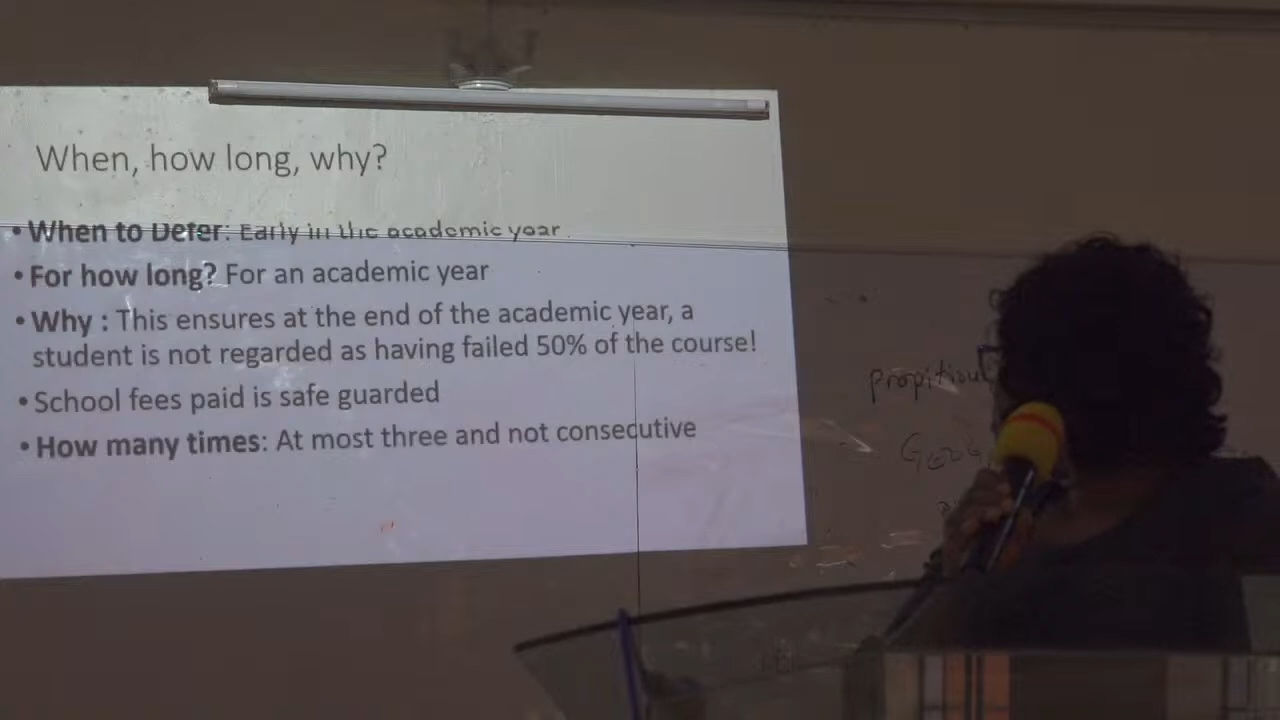 When, how long, why?
• When to Defer: Early in the academic year
• For how long? For an academic year
• Why : This ensures at the end of the academic year, a
student is not regarded as having failed 50% of the course!
• School fees paid is safe guarded
• How many times: At most three and not consecutive